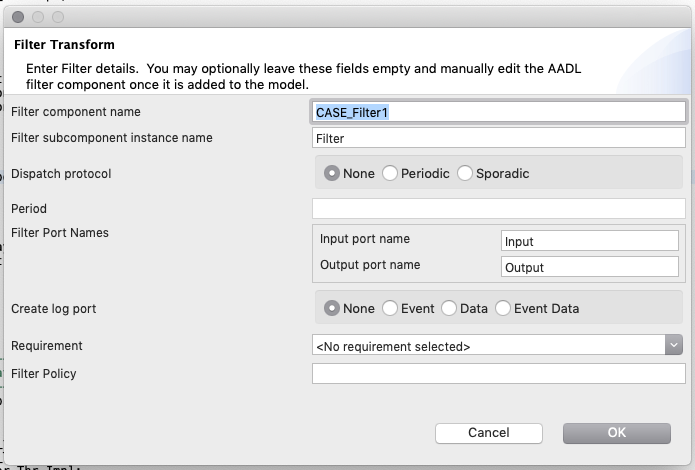 Filter Transform
Enter Filter details.  You may optionally leave these fields empty and manually edit the AADL
filter component once it is added to the model.
Filter component name CASE_Filter1
Filter subcomponent instance name Filter
Dispatch protocol None Periodic Sporadic
Period
Filter Port Names
Input port name Input
Output port name Output
Create log port None Event Data Event Data
Requirement <No requirement selected>
Filter Policy
Cancel OK